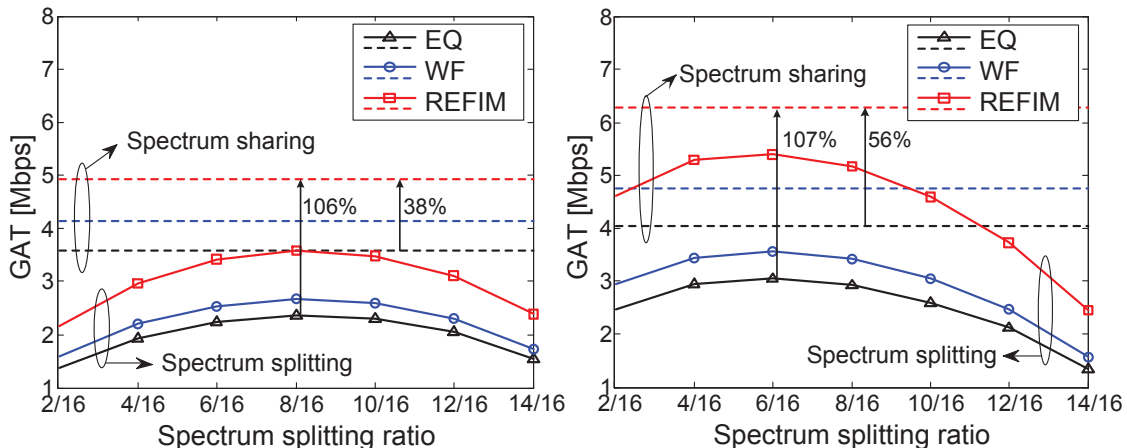 8
7
6
5
4
3
2
1
GAT [Mbps]
EQ
WF
REFIM
Spectrum sharing
106%
38%
Spectrum splitting
2/16 4/16 6/16 8/16 10/16 12/16 14/16
Spectrum splitting ratio
8
7
6
5
4
3
2
1
GAT [Mbps]
EQ
WF
REFIM
Spectrum sharing
107%
56%
Spectrum splitting
2/16 4/16 6/16 8/16 10/16 12/16 14/16
Spectrum splitting ratio